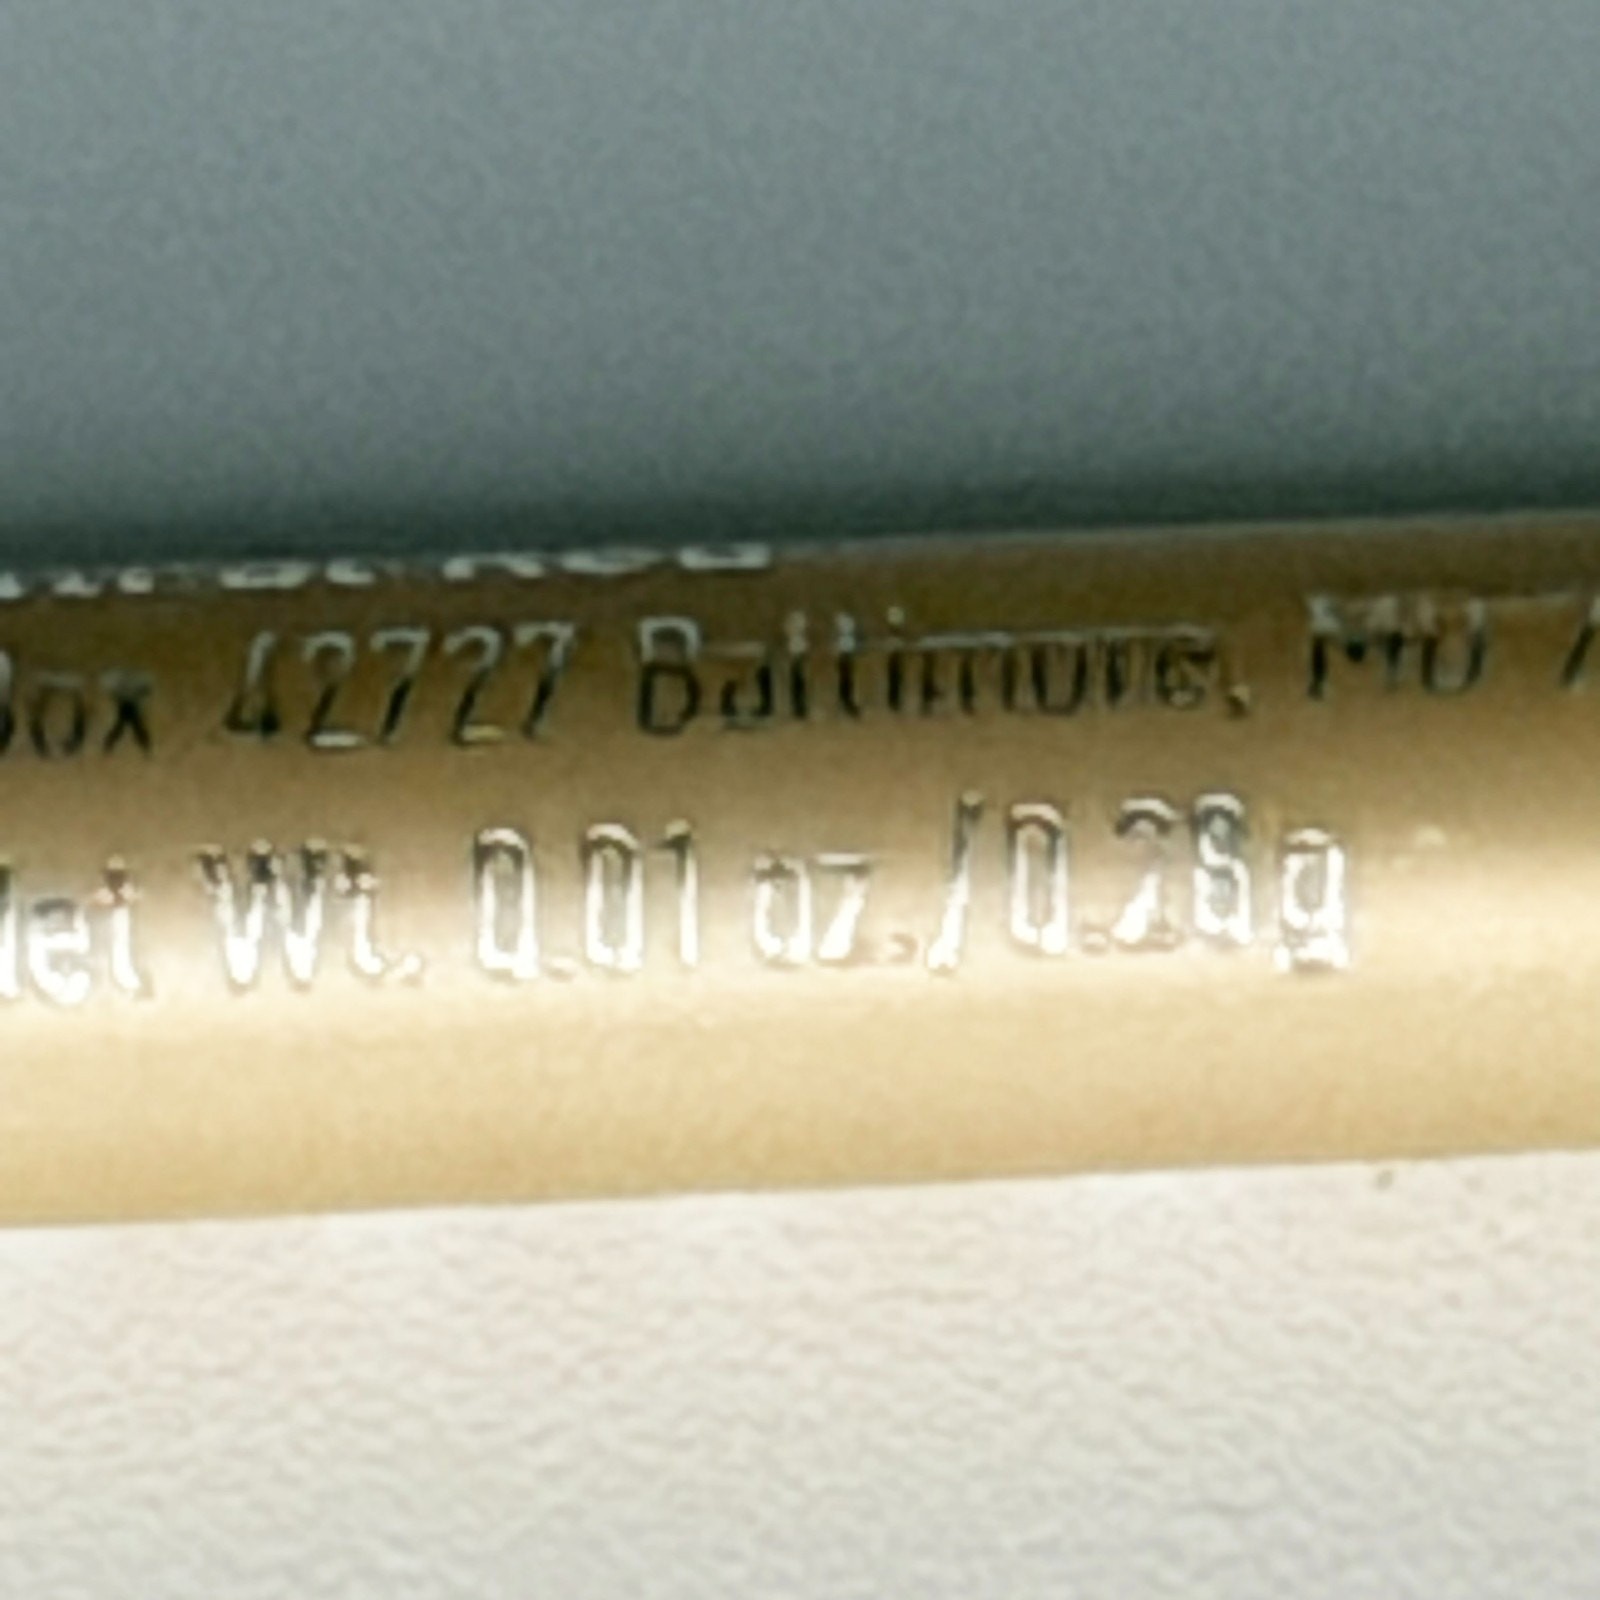 Box 42727 Baltimore, MD
Net Wt. 0.01 oz./0.28g